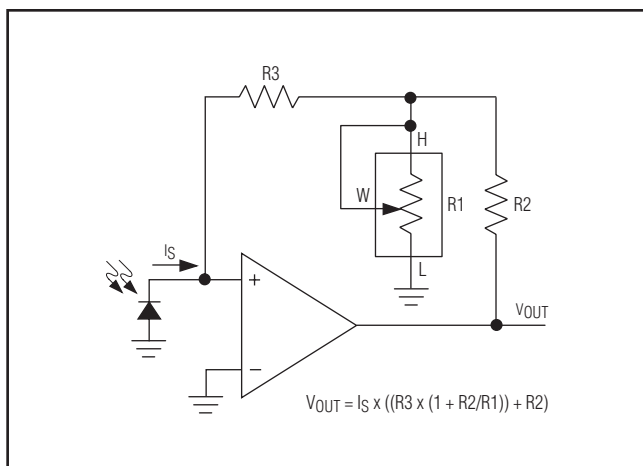 R3
H
W
R1
R2
L
IS
+
−
VOUT
VOUT = IS x ((R3 x (1 + R2/R1)) + R2)